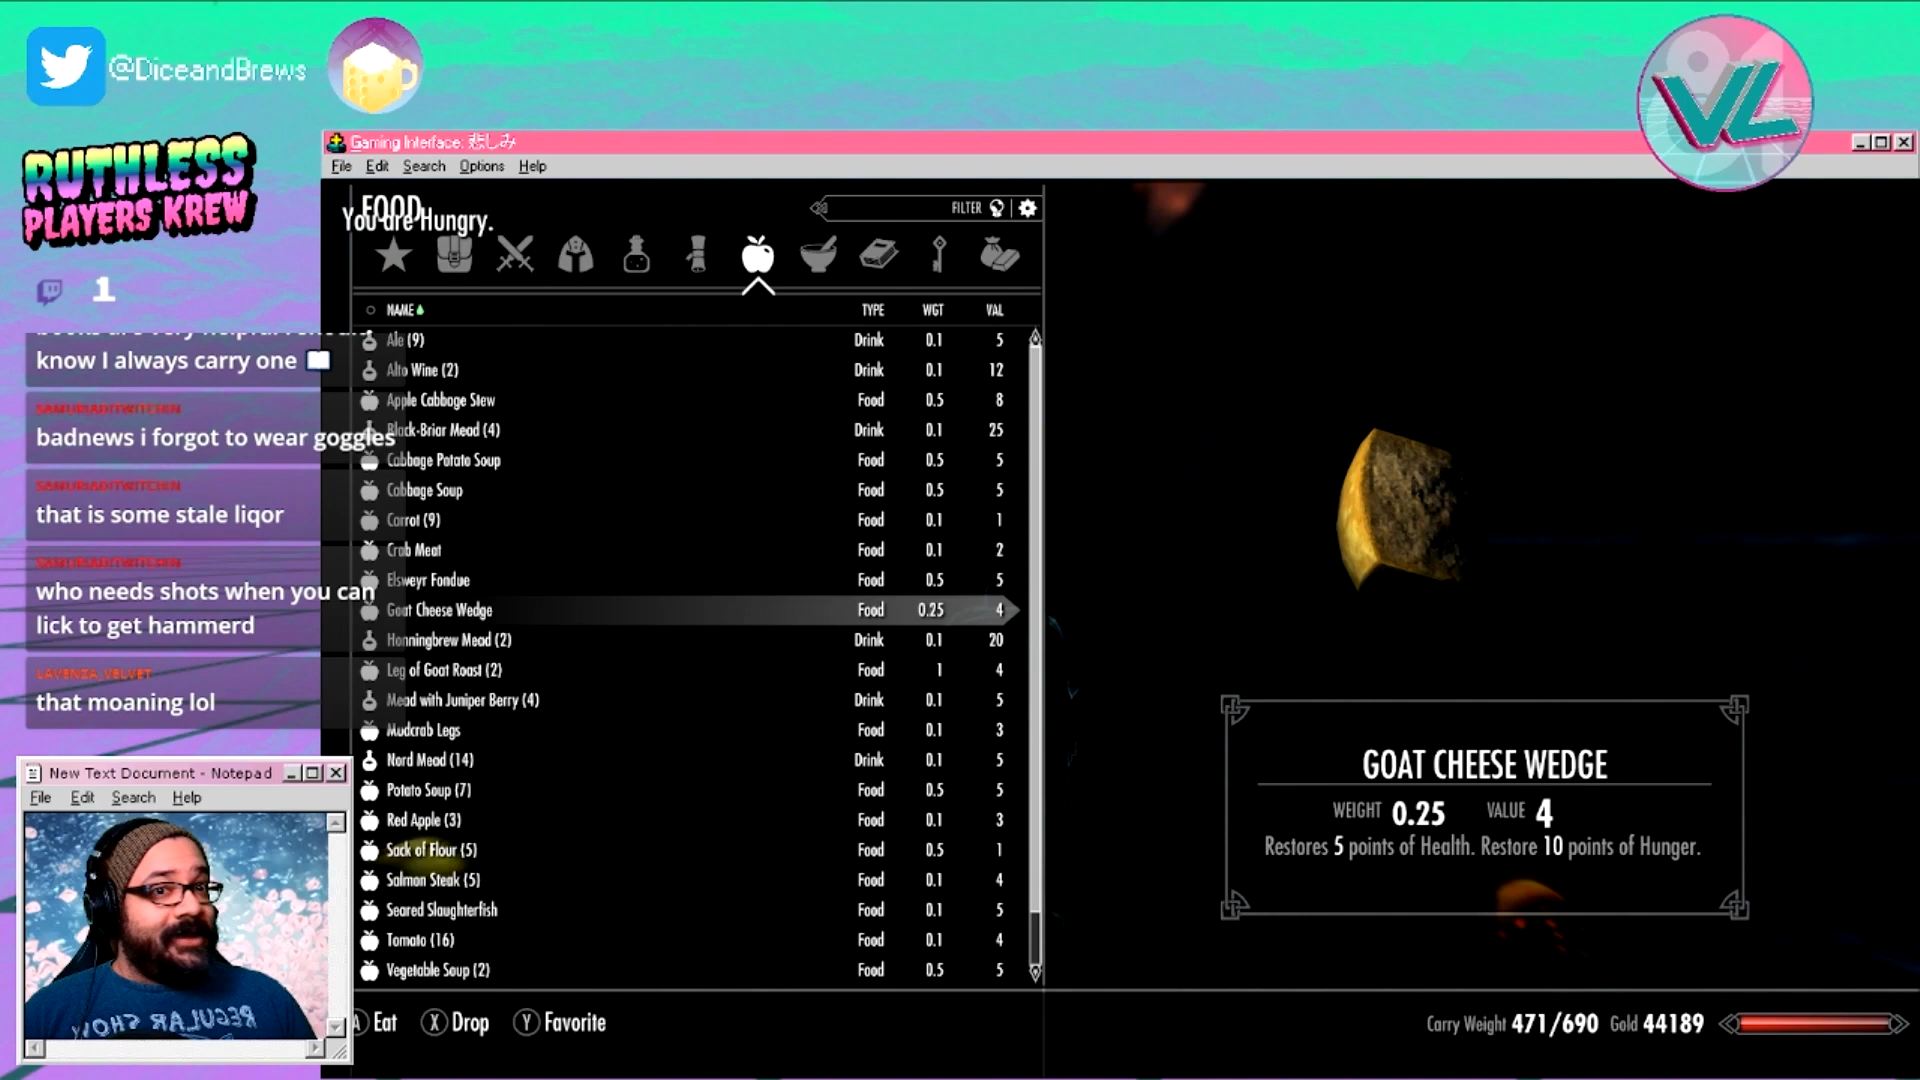 @DiceandBrews
VL
RUTHLESS
PLAYERS KREW
1
know I always carry one
SAMURIADITWITCHIN
badnews i forgot to wear goggles
SAMURIADITWITCHIN
that is some stale liqor
SAMURIADITWITCHIN
who needs shots when you can
lick to get hammerd
LAVENZA_VELVET
that moaning lol
New Text Document - Notepad
File Edit Search Help
REGULAR SHOW
Gaming Interface: 悲しみ
File Edit Search Options Help
FOOD
You are Hungry.
FILTER
NAME TYPE WGT VAL
Ale (9) Drink 0.1 5
Alto Wine (2) Drink 0.1 12
Apple Cabbage Stew Food 0.5 8
Black-Briar Mead (4) Drink 0.1 25
Cabbage Potato Soup Food 0.5 5
Cabbage Soup Food 0.5 5
Carrot (9) Food 0.1 1
Crab Meat Food 0.1 2
Elsweyr Fondue Food 0.5 5
Goat Cheese Wedge Food 0.25 4
Honningbrew Mead (2) Drink 0.1 20
Leg of Goat Roast (2) Food 1 4
Mead with Juniper Berry (4) Drink 0.1 5
Mudcrab Legs Food 0.1 3
Nord Mead (14) Drink 0.1 5
Potato Soup (7) Food 0.5 5
Red Apple (3) Food 0.1 3
Sack of Flour (5) Food 0.5 1
Salmon Steak (5) Food 0.1 4
Seared Slaughterfish Food 0.1 5
Tomato (16) Food 0.1 4
Vegetable Soup (2) Food 0.5 5
A Eat X Drop Y Favorite
GOAT CHEESE WEDGE
WEIGHT 0.25 VALUE 4
Restores 5 points of Health. Restore 10 points of Hunger.
Carry Weight 471/690 Gold 44189